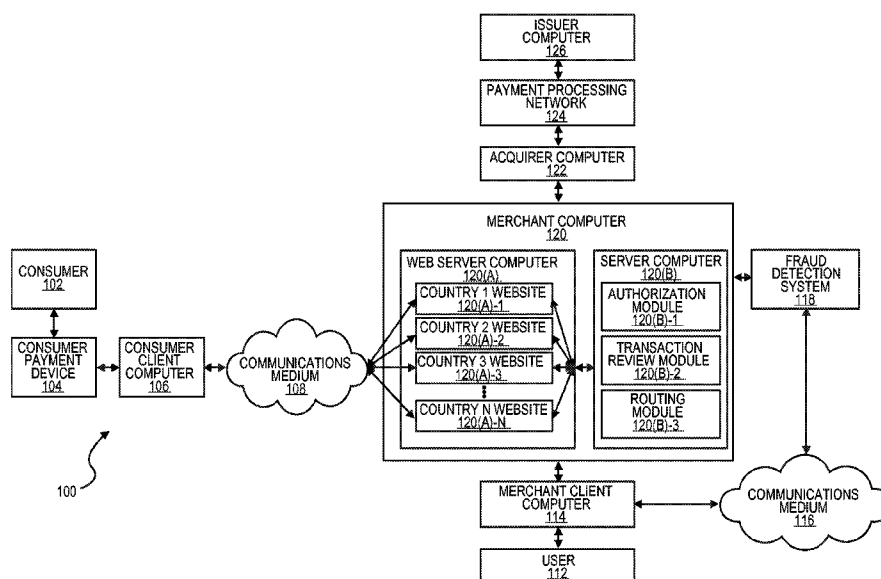 ISSUER
COMPUTER
126
PAYMENT PROCESSING
NETWORK
124
ACQUIRER COMPUTER
122
MERCHANT COMPUTER
120
WEB SERVER COMPUTER
120(A)
COUNTRY 1 WEBSITE
120(A)-1
COUNTRY 2 WEBSITE
120(A)-2
COUNTRY 3 WEBSITE
120(A)-3
COUNTRY N WEBSITE
120(A)-N
SERVER COMPUTER
120(B)
AUTHORIZATION
MODULE
120(B)-1
TRANSACTION
REVIEW MODULE
120(B)-2
ROUTING
MODULE
120(B)-3
FRAUD
DETECTION
SYSTEM
118
CONSUMER
102
CONSUMER
PAYMENT
DEVICE
104
CONSUMER
CLIENT
COMPUTER
106
COMMUNICATIONS
MEDIUM
108
100
MERCHANT CLIENT
COMPUTER
114
COMMUNICATIONS
MEDIUM
116
USER
112